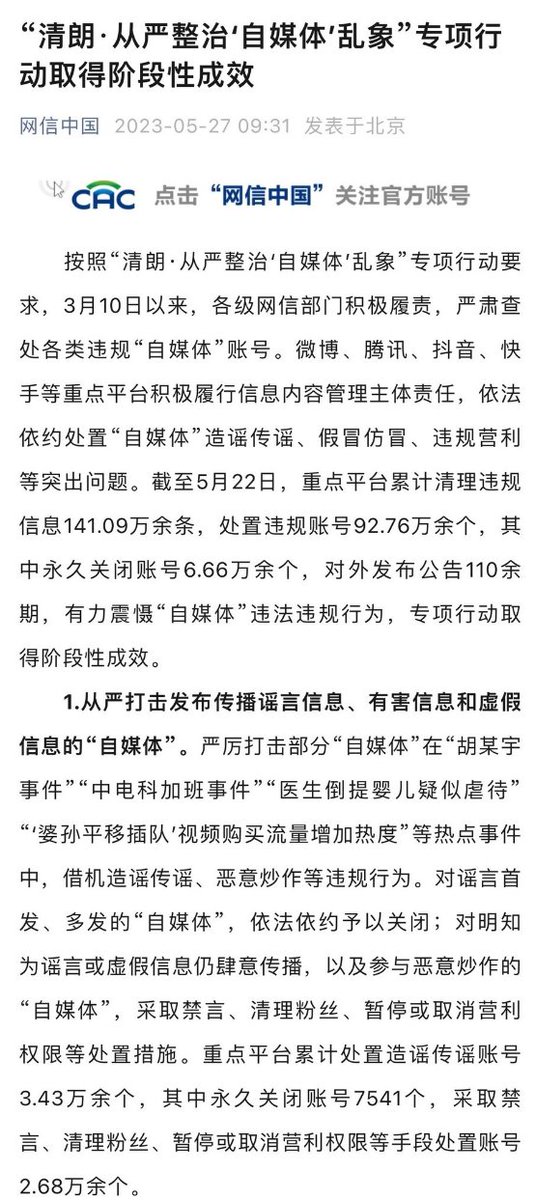 “清朗·从严整治‘自媒体’乱象”专项行
动取得阶段性成效
网信中国 2023-05-27 09:31 发表于北京
CAC 点击“网信中国”关注官方账号
按照“清朗·从严整治‘自媒体’乱象”专项行动要
求，3月10日以来，各级网信部门积极履责，严肃查
处各类违规“自媒体”账号。微博、腾讯、抖音、快
手等重点平台积极履行信息内容管理主体责任，依法
依约处置“自媒体”造谣传谣、假冒仿冒、违规营利
等突出问题。截至5月22日，重点平台累计清理违规
信息141.09万余条，处置违规账号92.76万余个，其
中永久关闭账号6.66万余个，对外发布公告110余
期，有力震慑“自媒体”违法违规行为，专项行动取
得阶段性成效。
1.从严打击发布传播谣言信息、有害信息和虚假
信息的“自媒体”。严厉打击部分“自媒体”在“胡某宇
事件”“中电科加班事件”“医生倒提婴儿疑似虐待”
“‘婆孙平移插队’视频购买流量增加热度”等热点事件
中，借机造谣传谣、恶意炒作等违规行为。对谣言首
发、多发的“自媒体”，依法依约予以关闭；对明知
为谣言或虚假信息仍肆意传播，以及参与恶意炒作的
“自媒体”，采取禁言、清理粉丝、暂停或取消营利
权限等处置措施。重点平台累计处置造谣传谣账号
3.43万余个，其中永久关闭账号7541个，采取禁
言、清理粉丝、暂停或取消营利权限等手段处置账号
2.68万余个。